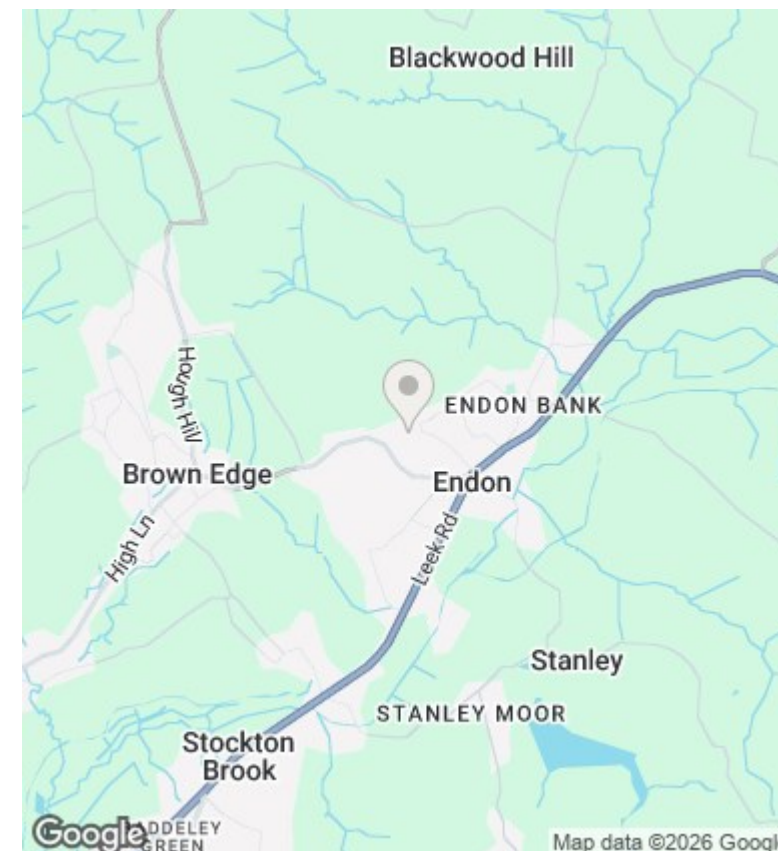 Blackwood Hill
Hough Hill
ENDON BANK
Brown Edge
Endon
High Ln
Leek Rd
Stanley
STANLEY MOOR
Stockton
Brook
ADDELEY
GREEN
Google
Map data ©2026 Googl